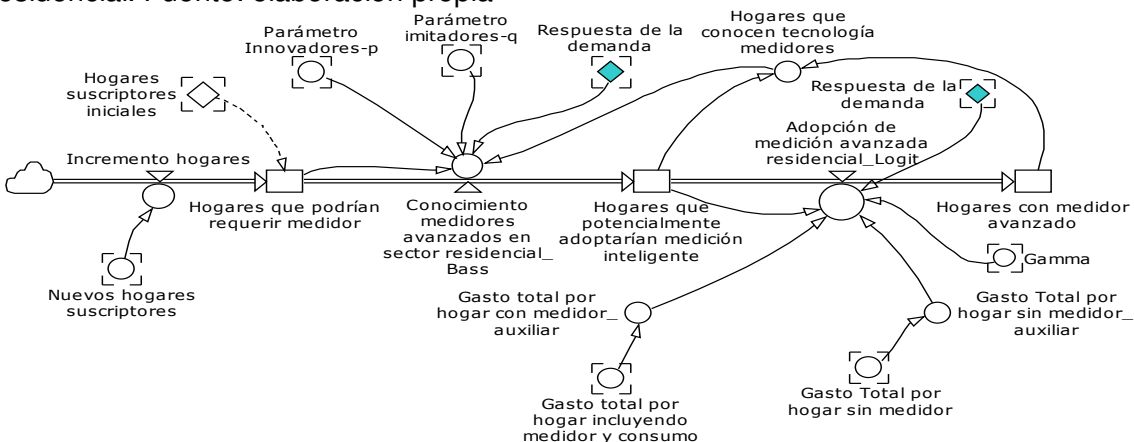 esidencial. Fuente: elaboración propia
Parámetro
Innovadores-p
Parámetro
imitadores-q
Respuesta de la
demanda
Hogares que
conocen tecnología
medidores
Hogares
suscriptores
iniciales
Respuesta de la
demanda
Incremento hogares
Adopción de
medición avanzada
residencial_Logit
Hogares que podrían
requerir medidor
Conocimiento
medidores
avanzados en
sector residencial_
Bass
Hogares que
potencialmente
adoptarían medición
inteligente
Hogares con medidor
avanzado
Gamma
Nuevos hogares
suscriptores
Gasto total por
hogar con medidor_
auxiliar
Gasto Total por
hogar sin medidor_
auxiliar
Gasto total por
hogar incluyendo
medidor y consumo
Gasto Total por
hogar sin medidor